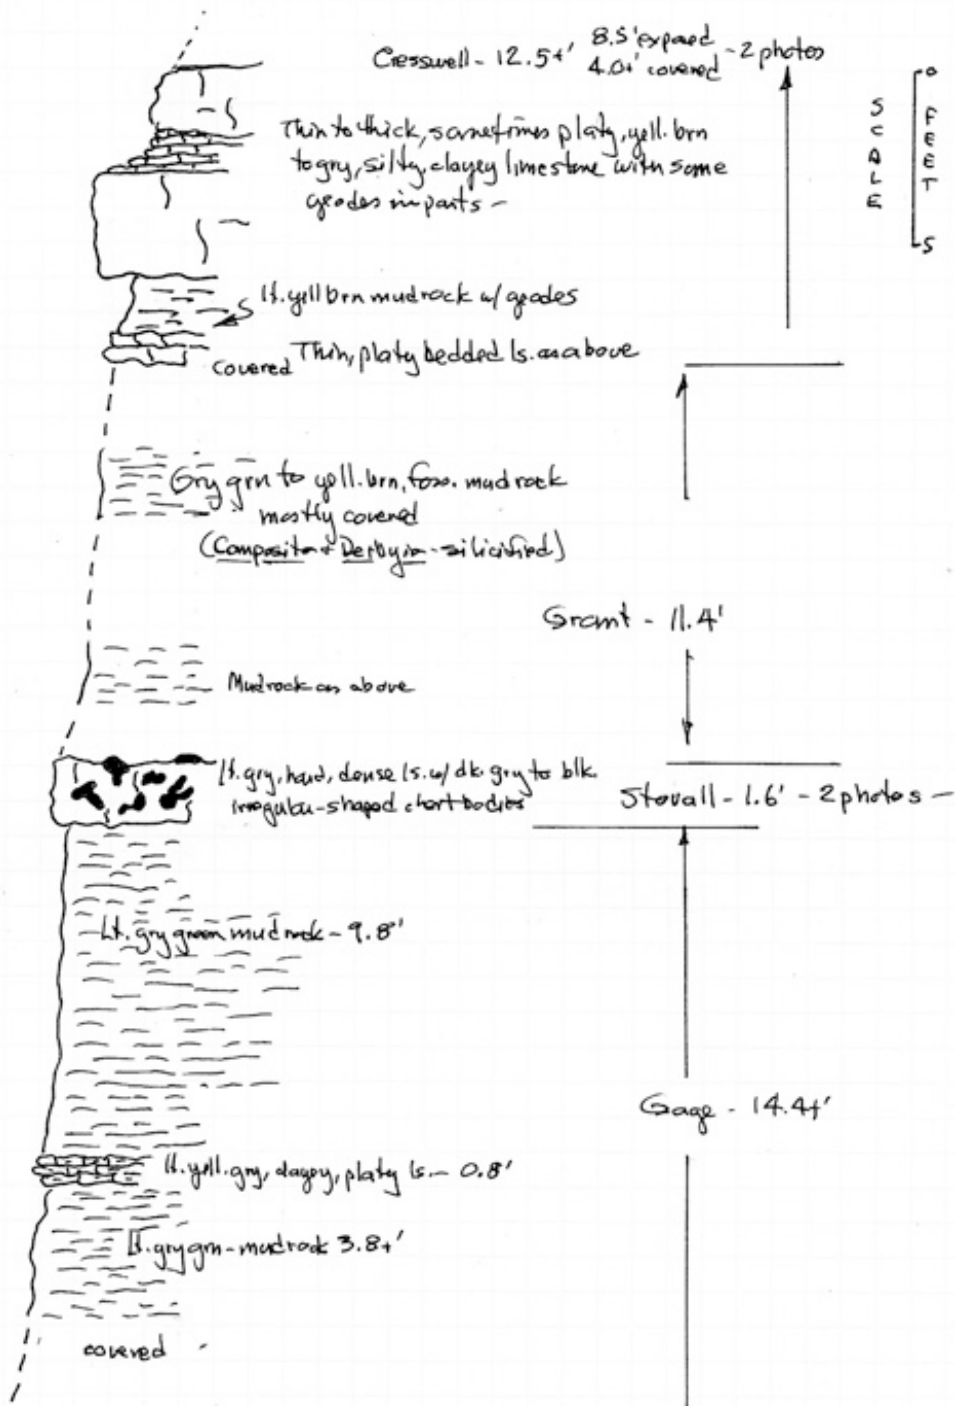 Cresswell - 12.5+' 8.5' exposed 4.0+' covered - 2 photos
SCALE
FEET
0
5
Thin to thick, sometimes platy, yell. brn
to gry, silty, clayey limestone with some
geodes in parts -
lt. yell brn mudrock w/ geodes
Thin, platy bedded ls. as above
covered
Gry grn to yell. brn, foss. mudrock
mostly covered
(Composita + Derbyia - silicified)
Grant - 11.4'
Mudrock as above
lt. gry, hard, dense ls. w/ dk. gry to blk.
irregular-shaped chert bodies
Stovall - 1.6' - 2 photos -
Lt. gry green mudrock - 9.8'
Gage - 14.4+'
lt. yell. gry, clayey, platy ls. - 0.8'
lt. gry grn - mudrock 3.8+'
covered